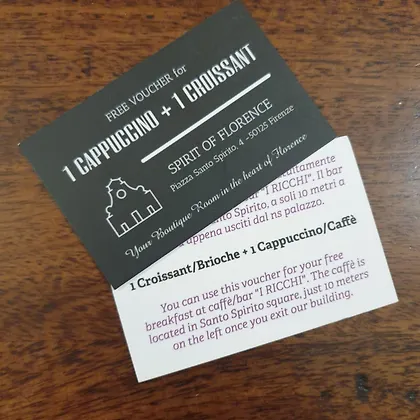 FREE VOUCHER for
1 CAPPUCCINO + 1 CROISSANT
SPIRIT OF FLORENCE
Piazza Santo Spirito, 4 - 50125 Firenze
Your Boutique Room in the heart of Florence
"I RICCHI". Il bar
Spirito, a soli 10 metri a
appena usciti dal ns palazzo.
1 Croissant/Brioche + 1 Cappuccino/Caffè
You can use this voucher for your free
breakfast at caffè/bar "I RICCHI". The caffè is
located in Santo Spirito square, just 10 meters
on the left once you exit our building.